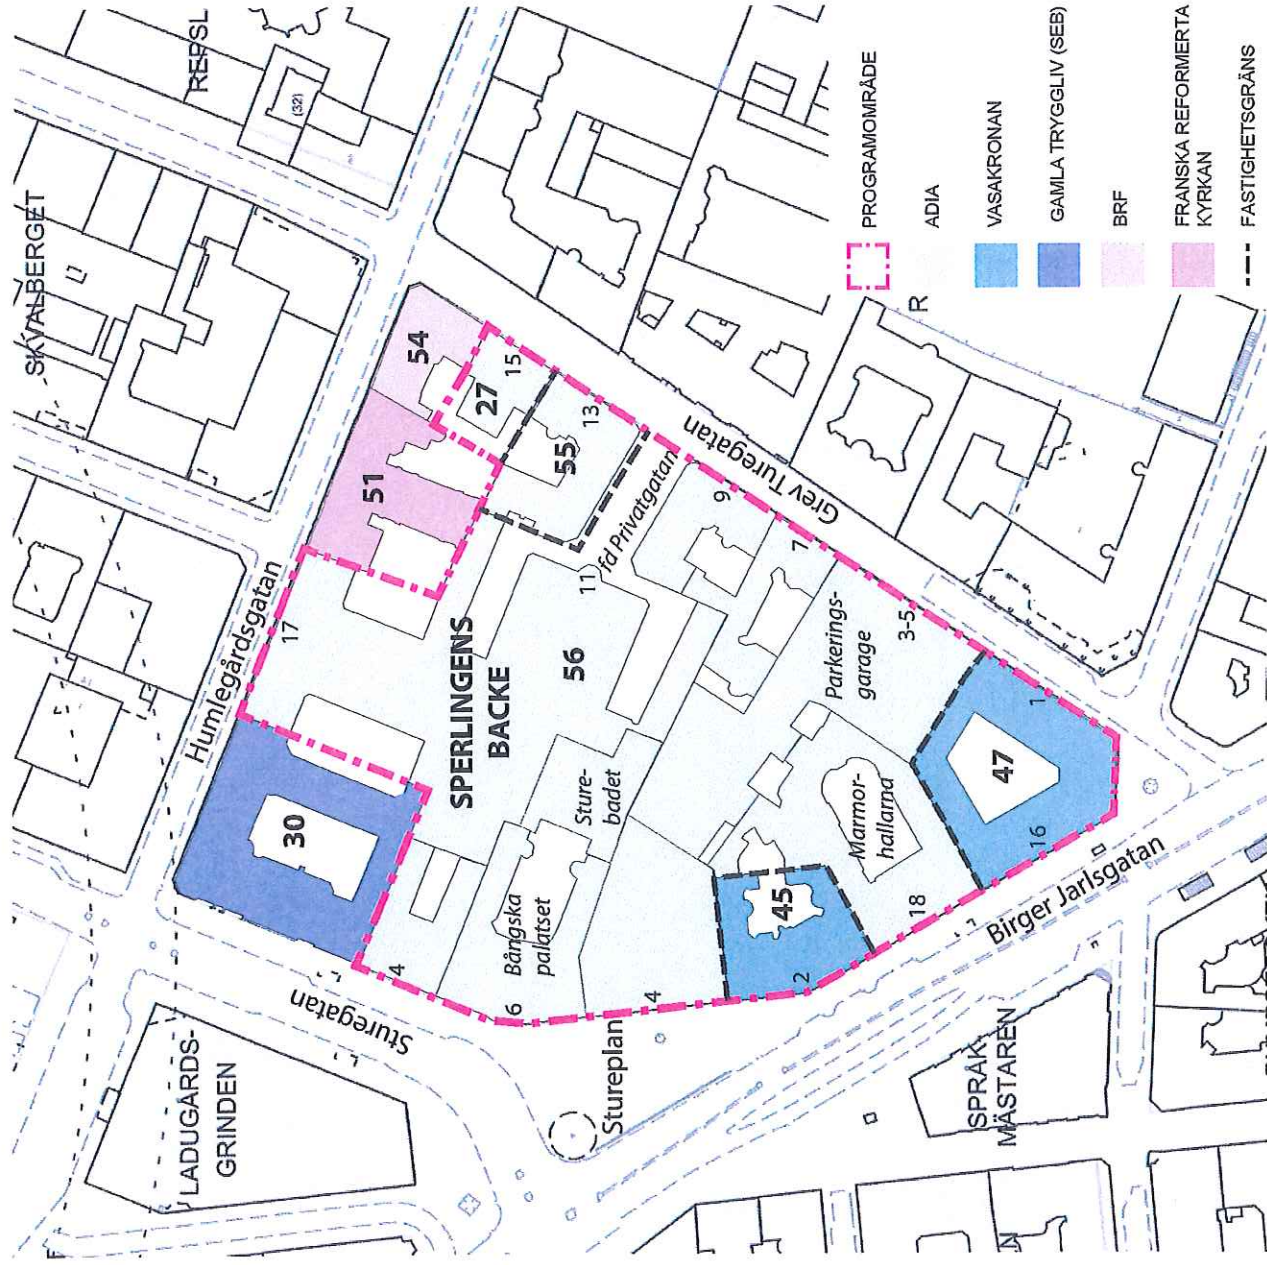 SKVALBERGET
REPSL
(32)
Humlegårdsgatan
17
54
51
27
15
55
13
fd Privatgatan
Grev Turegatan
30
SPERLINGENS
BACKE
56
11
9
7
3-5
Parkerings-
garage
Sture-
badet
Bångska
palatset
Marmor-
hallarna
45
47
1
16
18
2
4
6
4
Sturegatan
Stureplan
Birger Jarlsgatan
LADUGÅRDS-
GRINDEN
SPRÅK-
MÄSTAREN
N
R
PROGRAMOMRÅDE
ADIA
VASAKRONAN
GAMLA TRYGGLIV (SEB)
BRF
FRANSKA REFORMERTA
KYRKAN
FASTIGHETSGRÄNS